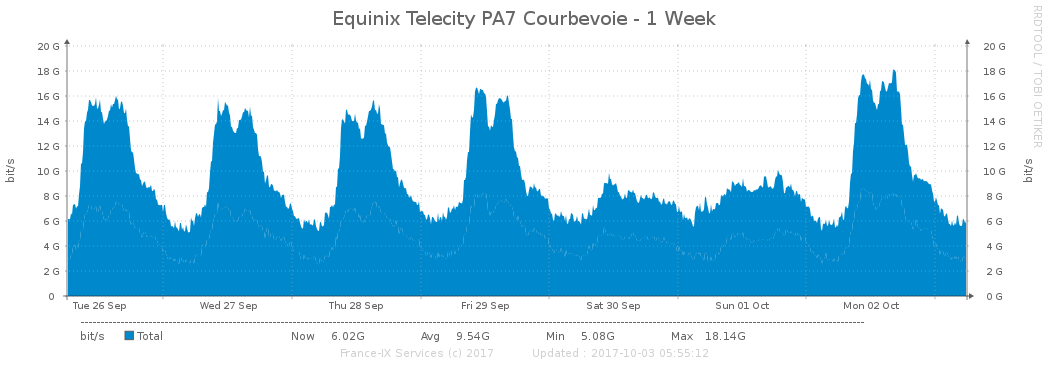 Equinix Telecity PA7 Courbevoie - 1 Week
RRDTOOL / TOBI OETIKER
20 G 20 G
18 G 18 G
16 G 16 G
14 G 14 G
12 G 12 G
10 G 10 G
8 G 8 G
6 G 6 G
4 G 4 G
2 G 2 G
0 0 G
bit/s bit/s
Tue 26 Sep Wed 27 Sep Thu 28 Sep Fri 29 Sep Sat 30 Sep Sun 01 Oct Mon 02 Oct
bit/s Total Now 6.02G Avg 9.54G Min 5.08G Max 18.14G
France-IX Services (c) 2017 Updated : 2017-10-03 05:55:12